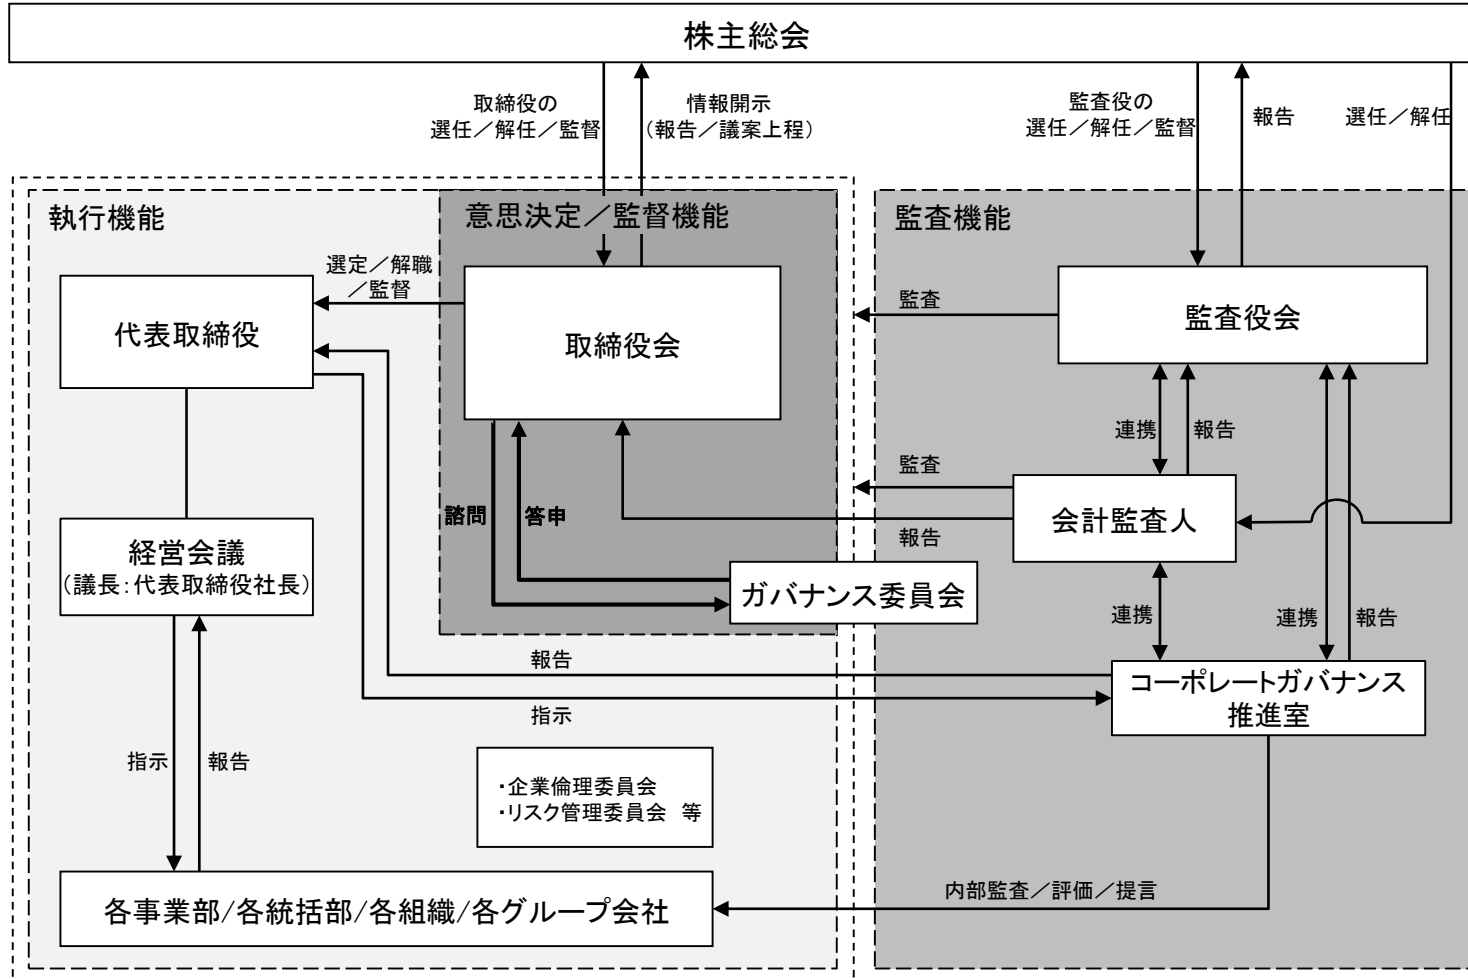 株主総会
取締役の
選任／解任／監督
情報開示
（報告／議案上程）
監査役の
選任／解任／監督
報告
選任／解任
執行機能
意思決定／監督機能
監査機能
選定／解職
／監督
代表取締役
取締役会
監査
監査役会
連携
報告
監査
会計監査人
報告
諮問
答申
経営会議
（議長：代表取締役社長）
ガバナンス委員会
連携
連携
報告
報告
指示
コーポレートガバナンス
推進室
指示
報告
・企業倫理委員会
・リスク管理委員会　等
各事業部/各統括部/各組織/各グループ会社
内部監査／評価／提言